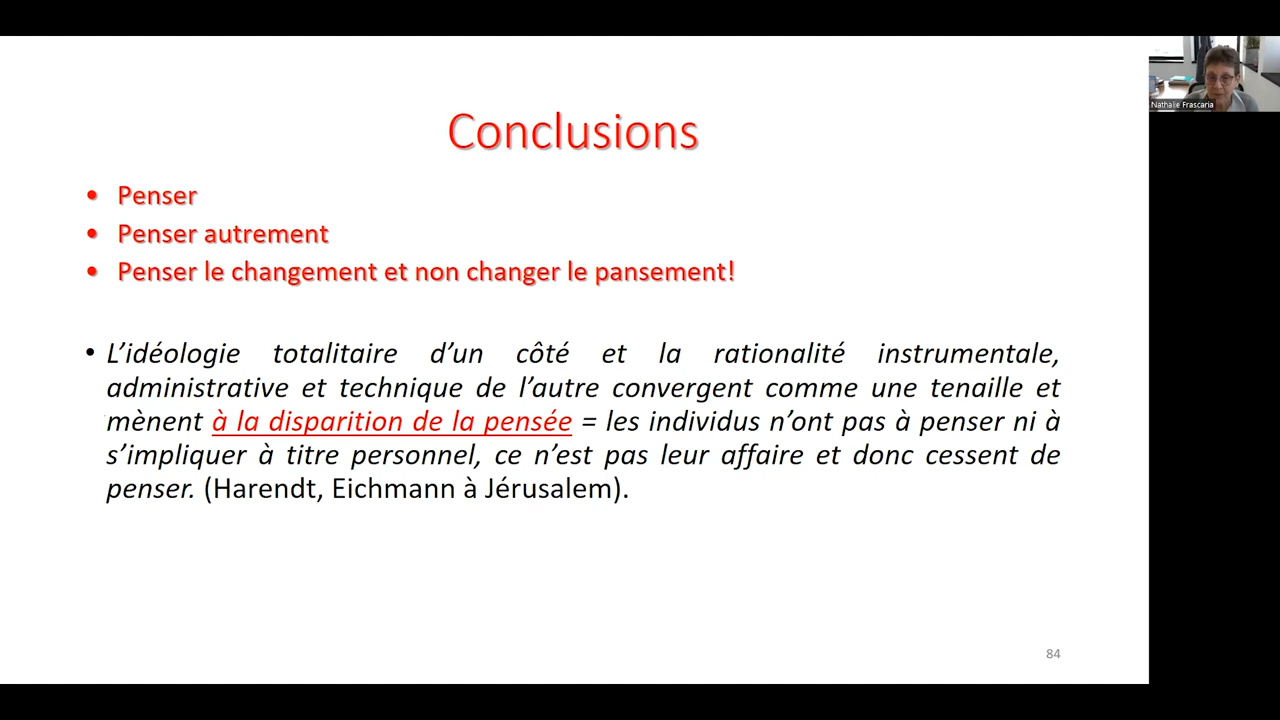 Nathalie Frascaria
Conclusions
• Penser
• Penser autrement
• Penser le changement et non changer le pansement!
• L’idéologie totalitaire d’un côté et la rationalité instrumentale,
administrative et technique de l’autre convergent comme une tenaille et
mènent à la disparition de la pensée = les individus n’ont pas à penser ni à
s’impliquer à titre personnel, ce n’est pas leur affaire et donc cessent de
penser. (Harendt, Eichmann à Jérusalem).
84